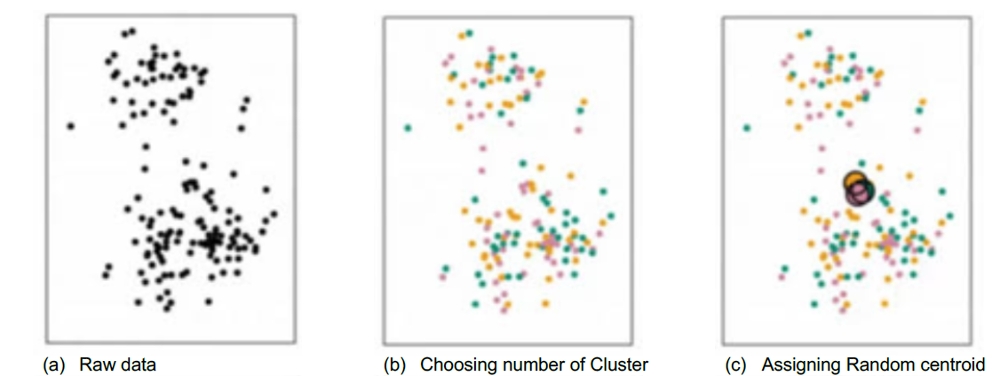 (a) Raw data
(b) Choosing number of Cluster
(c) Assigning Random centroid